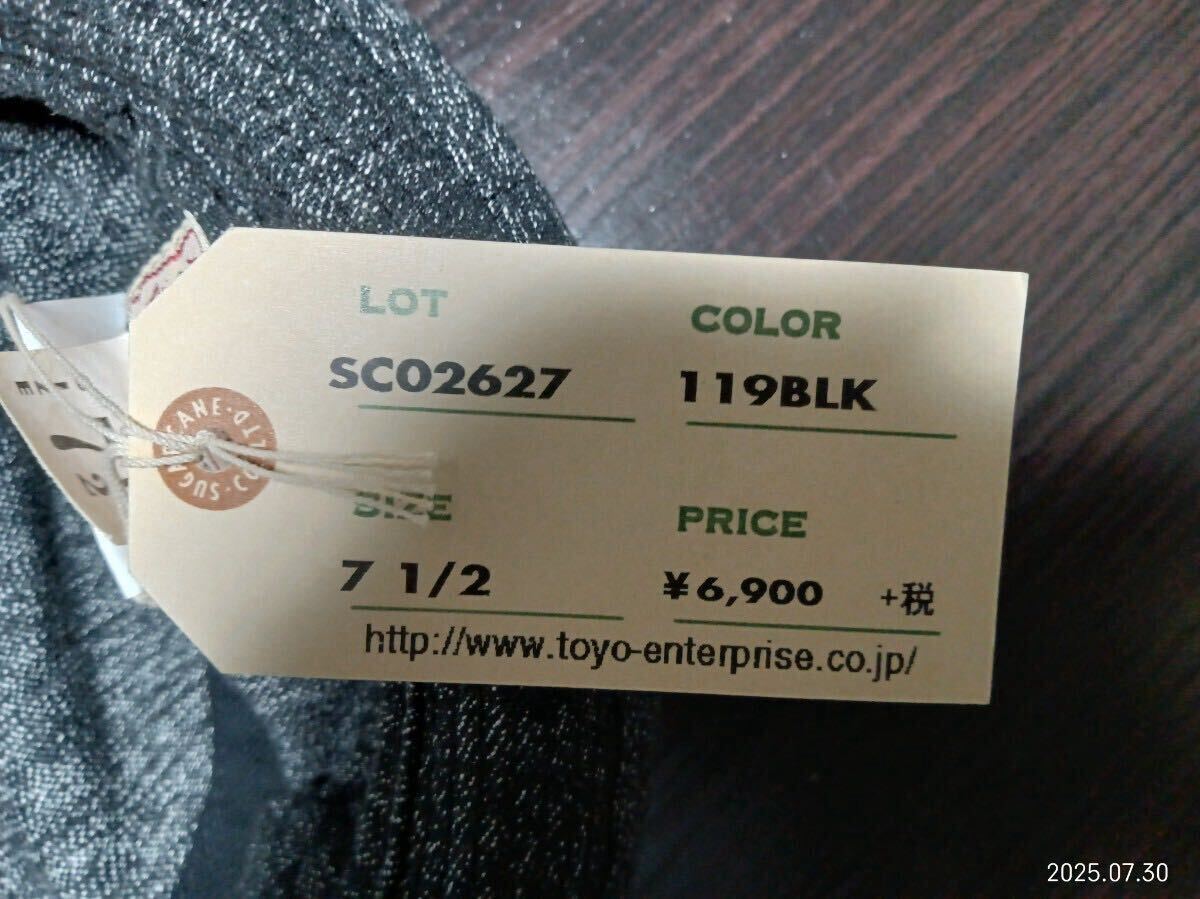 LOT
COLOR
SC02627
119BLK
SIZE
PRICE
7 1/2
¥6,900 +税
http://www.toyo-enterprise.co.jp/
2025.07.30